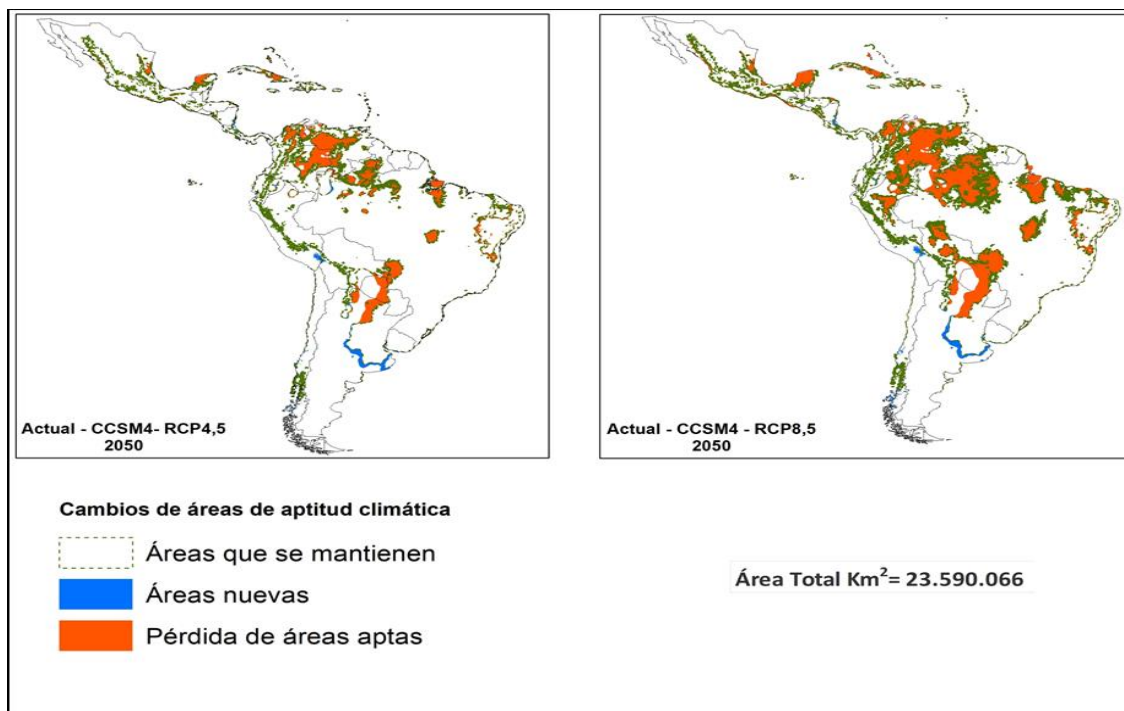 Actual - CCSM4- RCP4,5
2050
Actual - CCSM4 - RCP8,5
2050
Cambios de áreas de aptitud climática
Áreas que se mantienen
Áreas nuevas
Pérdida de áreas aptas
Área Total Km²= 23.590.066